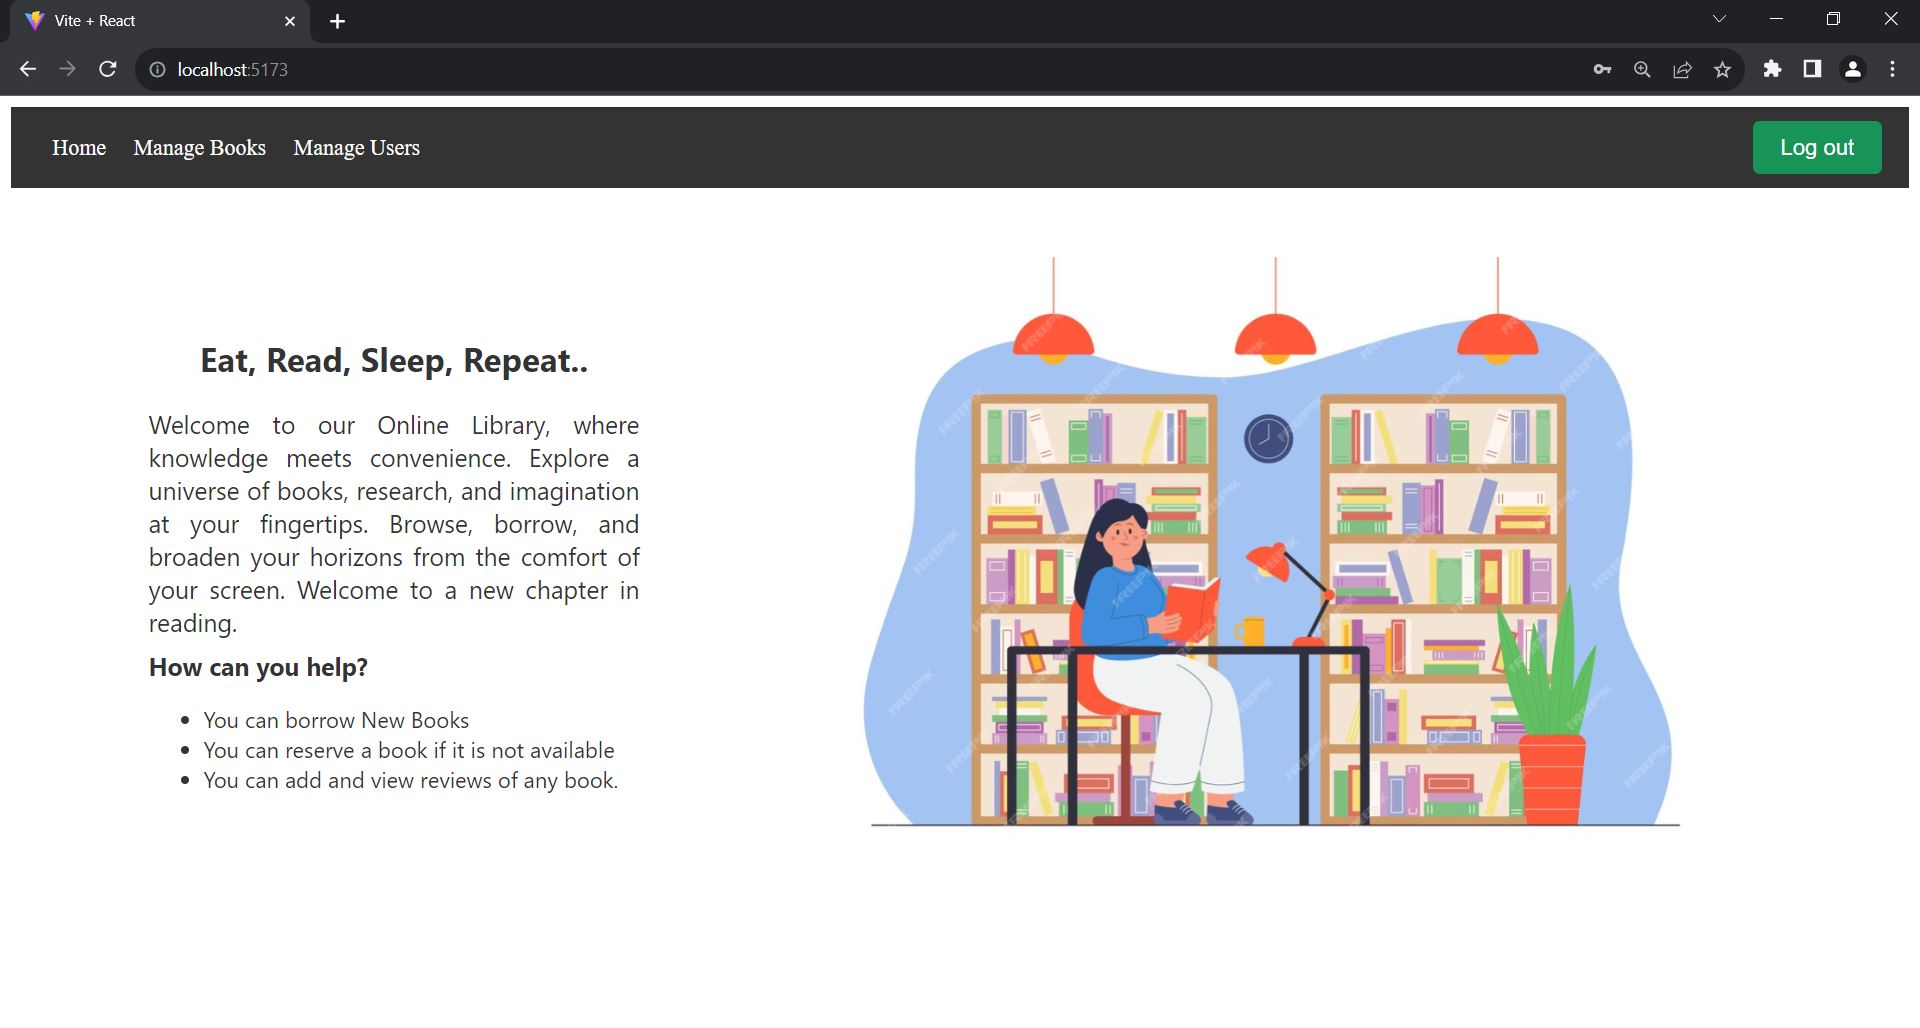 Vite + React
localhost:5173
Home Manage Books Manage Users Log out
Eat, Read, Sleep, Repeat..
Welcome to our Online Library, where
knowledge meets convenience. Explore a
universe of books, research, and imagination
at your fingertips. Browse, borrow, and
broaden your horizons from the comfort of
your screen. Welcome to a new chapter in
reading.
How can you help?
• You can borrow New Books
• You can reserve a book if it is not available
• You can add and view reviews of any book.
FREEPIK